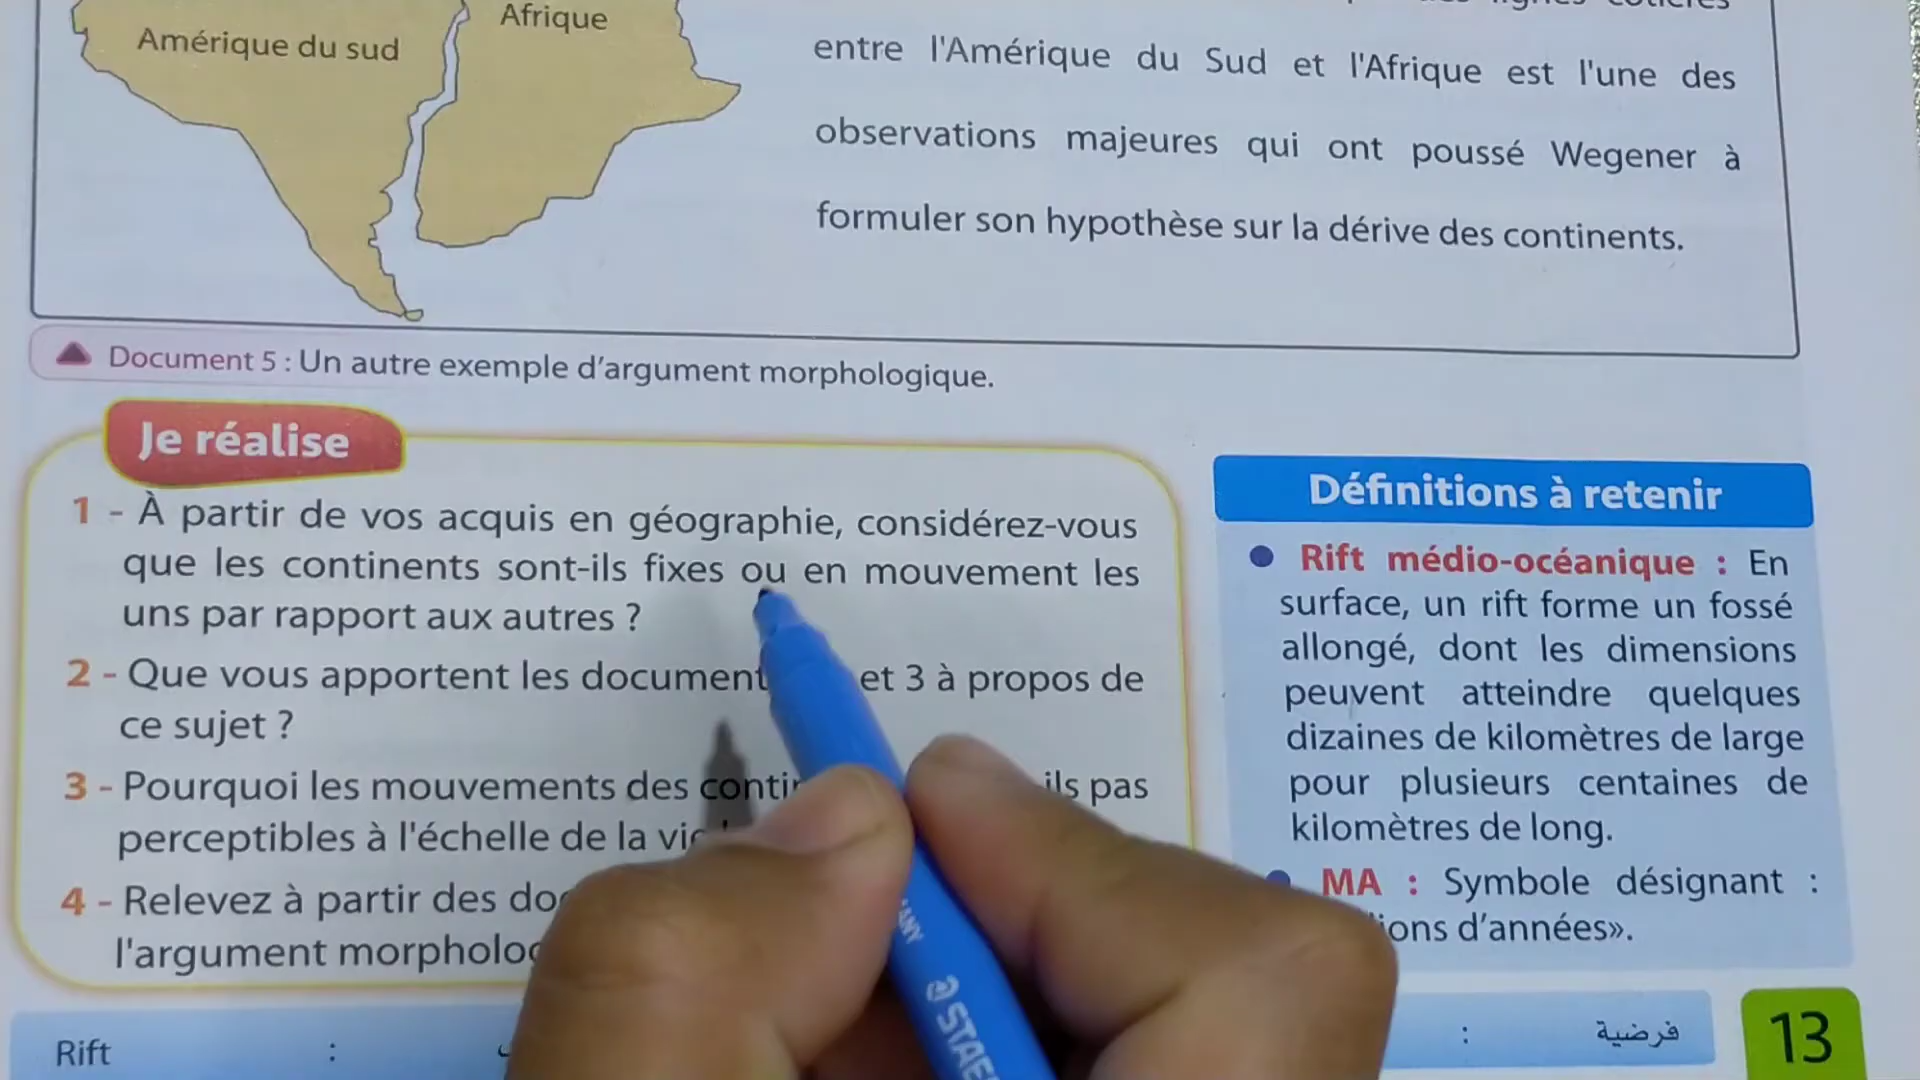 Amérique du sud
Afrique
entre l'Amérique du Sud et l'Afrique est l'une des
observations majeures qui ont poussé Wegener à
formuler son hypothèse sur la dérive des continents.
Document 5 : Un autre exemple d'argument morphologique.
Je réalise
1 - À partir de vos acquis en géographie, considérez-vous
que les continents sont-ils fixes ou en mouvement les
uns par rapport aux autres ?
2 - Que vous apportent les document et 3 à propos de
ce sujet ?
3 - Pourquoi les mouvements des ils pas
perceptibles à l'échelle de la
4 - Relevez à partir des
l'argument
Définitions à retenir
Rift médio-océanique : En
surface, un rift forme un fossé
allongé, dont les dimensions
peuvent atteindre quelques
dizaines de kilomètres de large
pour plusieurs centaines de
kilomètres de long.
MA : Symbole désignant :
d'années».
Rift :
: فرضية
13
STAE